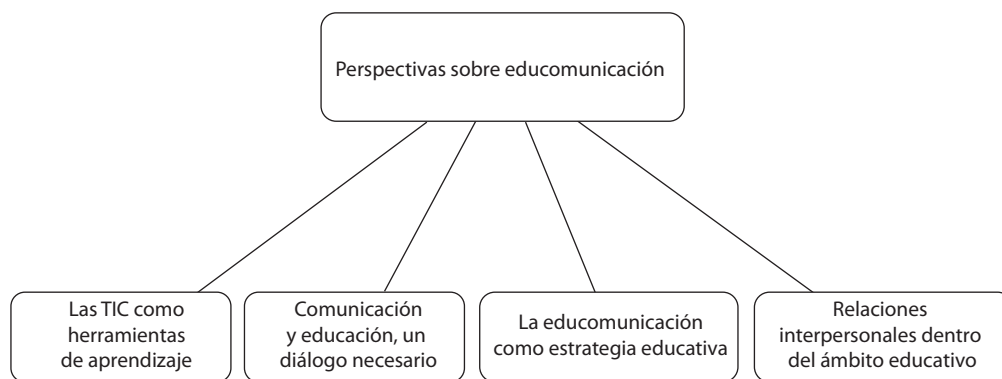 Perspectivas sobre educomunicación
Las TIC como
herramientas
de aprendizaje
Comunicación
y educación, un
diálogo necesario
La educomunicación
como estrategia educativa
Relaciones
interpersonales dentro
del ámbito educativo